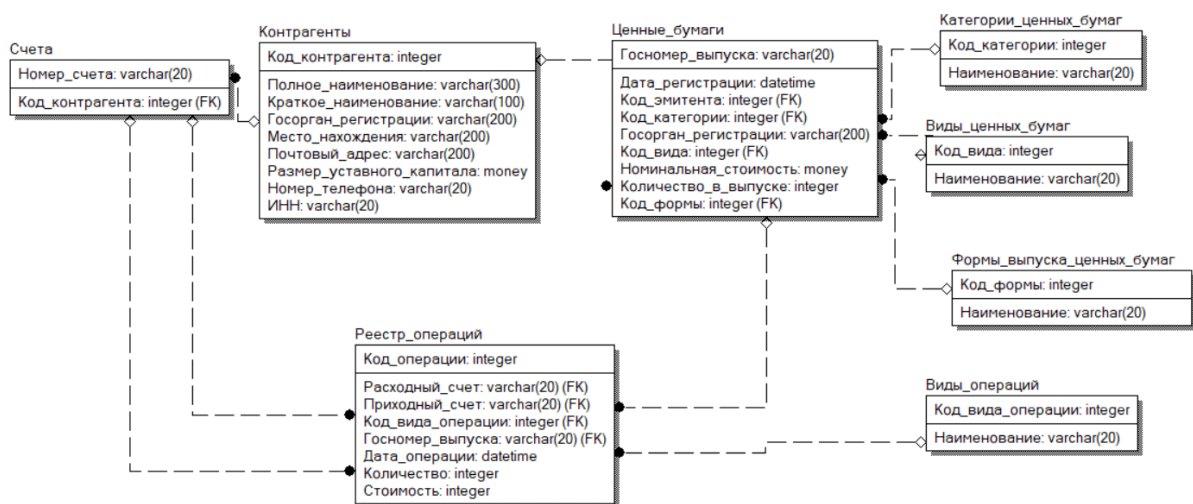 Счета
Номер_счета: varchar(20)
Код_контрагента: integer (FK)
Контрагенты
Код_контрагента: integer
Полное_наименование: varchar(300)
Краткое_наименование: varchar(100)
Госорган_регистрации: varchar(200)
Место_нахождения: varchar(200)
Почтовый_адрес: varchar(200)
Размер_уставного_капитала: money
Номер_телефона: varchar(20)
ИНН: varchar(20)
Ценные_бумаги
Госномер_выпуска: varchar(20)
Дата_регистрации: datetime
Код_эмитента: integer (FK)
Код_категории: integer (FK)
Госорган_регистрации: varchar(200)
Код_вида: integer (FK)
Номинальная_стоимость: money
Количество_в_выпуске: integer
Код_формы: integer (FK)
Категории_ценных_бумаг
Код_категории: integer
Наименование: varchar(20)
Виды_ценных_бумаг
Код_вида: integer
Наименование: varchar(20)
Формы_выпуска_ценных_бумаг
Код_формы: integer
Наименование: varchar(20)
Реестр_операций
Код_операции: integer
Расходный_счет: varchar(20) (FK)
Приходный_счет: varchar(20) (FK)
Код_вида_операции: integer (FK)
Госномер_выпуска: varchar(20) (FK)
Дата_операции: datetime
Количество: integer
Стоимость: integer
Виды_операций
Код_вида_операции: integer
Наименование: varchar(20)